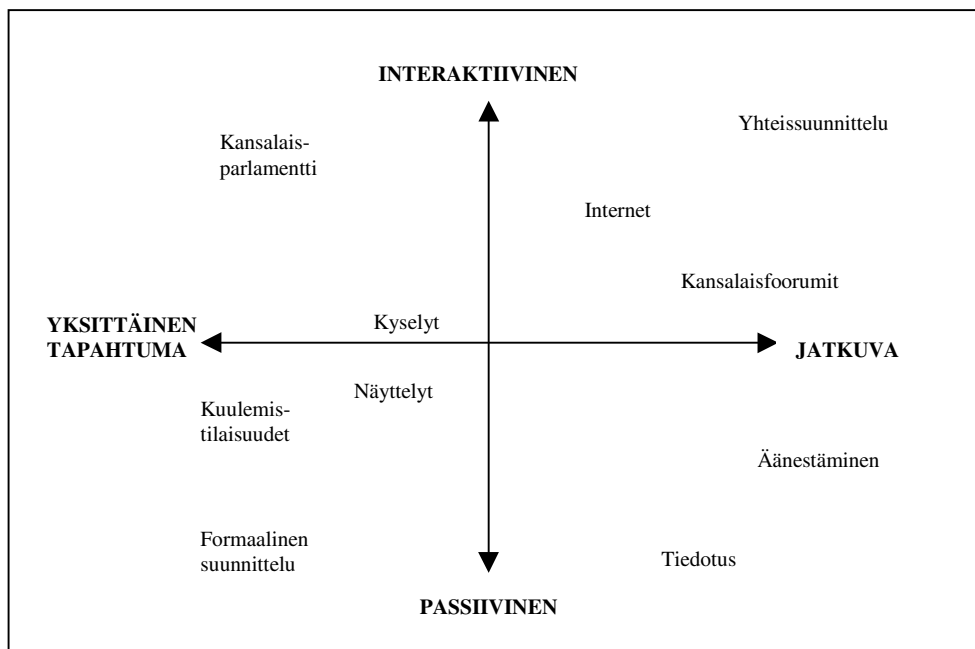 INTERAKTIIVINEN
Yhteissuunnittelu
Kansalais-
parlamentti
Internet
Kansalaisfoorumit
YKSITTÄINEN
TAPAHTUMA
Kyselyt
JATKUVA
Näyttelyt
Kuulemis-
tilaisuudet
Äänestäminen
Formaalinen
suunnittelu
Tiedotus
PASSIIVINEN